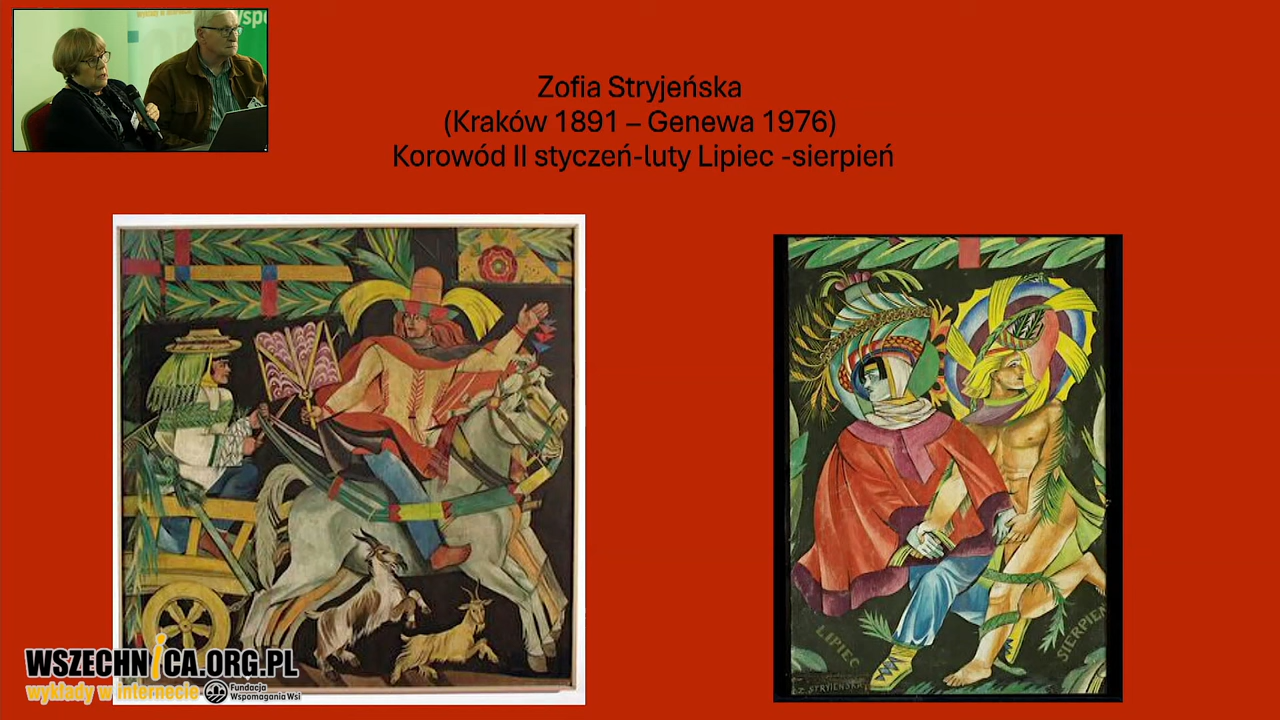 Zofia Stryjeńska
(Kraków 1891 – Genewa 1976)
Korowód II styczeń-luty Lipiec -sierpień
LIPIEC
SIERPIEŃ
Z. STRYJEŃSKA
WSZECHNICA.ORG.PL
wykłady w internecie
Fundacja
Wspomagania Wsi